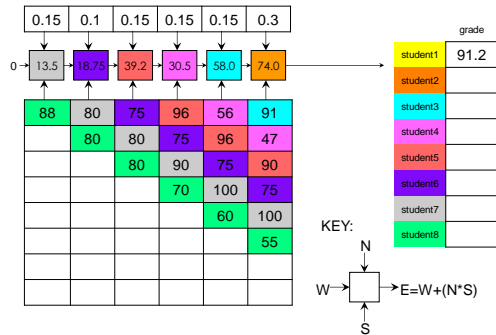 0.15 0.1 0.15 0.15 0.15 0.3
grade
0 13.5 18.75 39.2 30.5 58.0 74.0
student1 91.2
student2
student3
student4
student5
student6
student7
student8
88 80 75 96 56 91
80 80 75 96 47
80 90 75 90
70 100 75
60 100
55
KEY:
N
W E=W+(N*S)
S